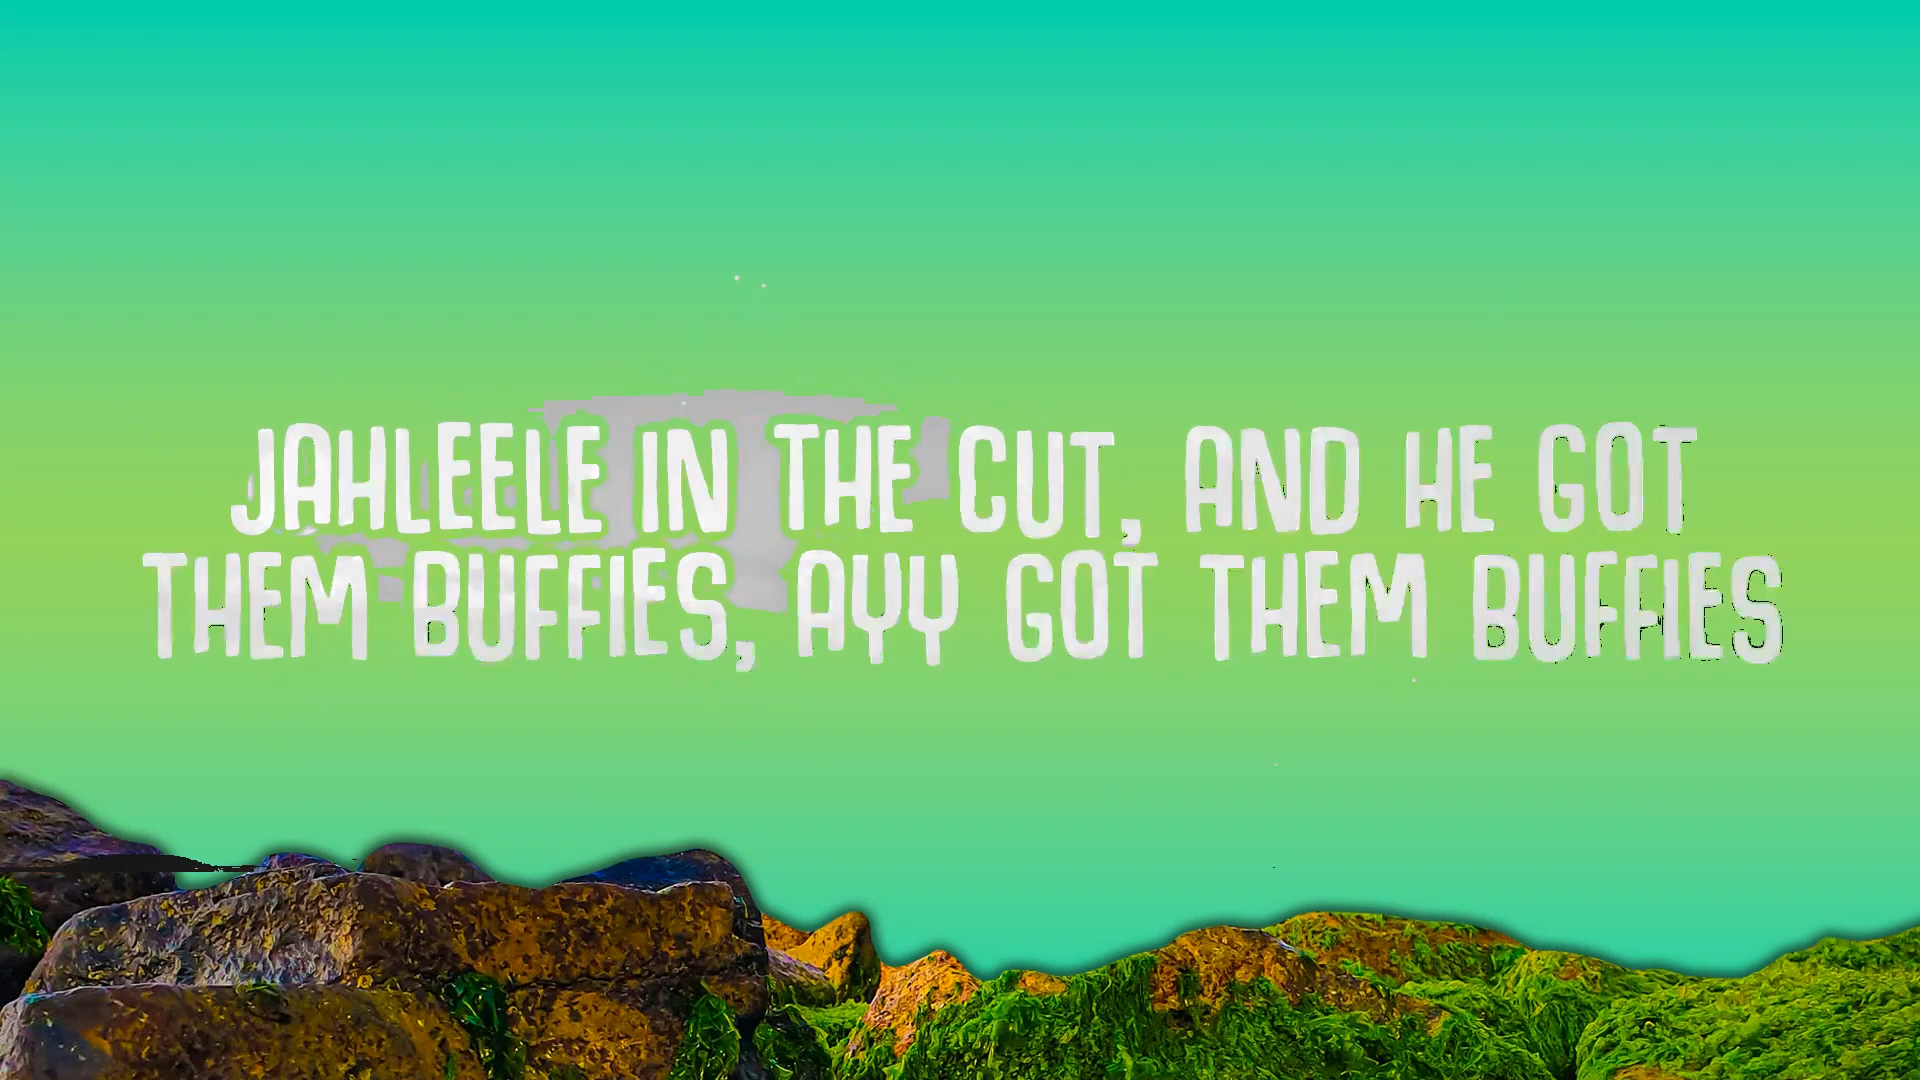 JAHLEELE IN THE CUT, AND HE GOT
THEM BUFFIES, AYY GOT THEM BUFFIES